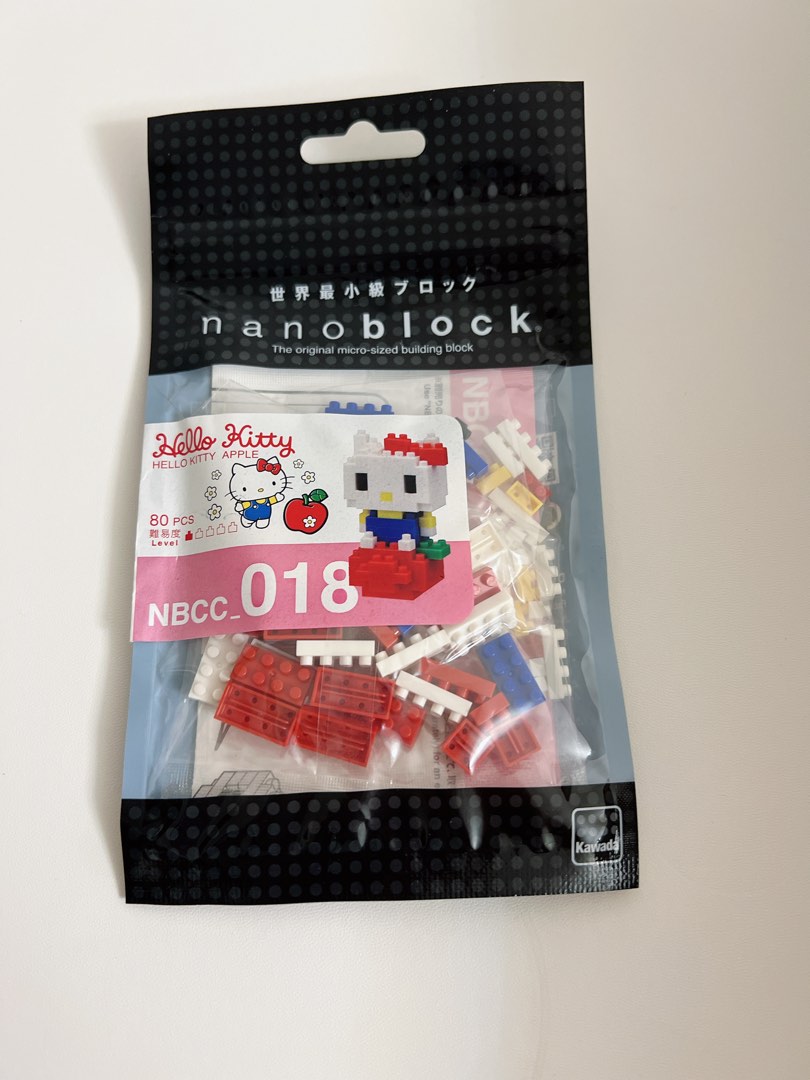 世界最小級ブロック
nanoblock
The original micro-sized building block
NBC
Hello Kitty
HELLO KITTY APPLE
80 PCS
難易度
Level
NBCC_018
Kawada